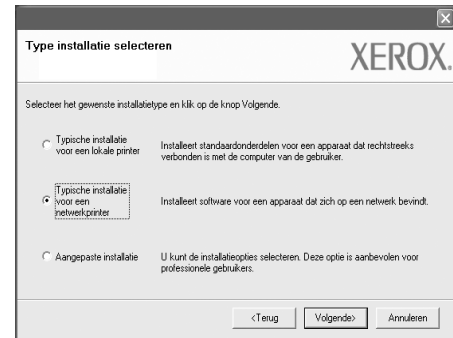 Type installatie selecteren
XEROX.
Selecteer het gewenste installatietype en klik op de knop Volgende.
Typische installatie
voor een lokale printer
Installeert standaardonderdelen voor een apparaat dat rechtstreeks
verbonden is met de computer van de gebruiker.
Typische installatie
voor een
netwerkprinter
Installeert software voor een apparaat dat zich op een netwerk bevindt.
Aangepaste installatie
U kunt de installatieopties selecteren. Deze optie is aanbevolen voor
professionele gebruikers.
<Terug
Volgende>
Annuleren